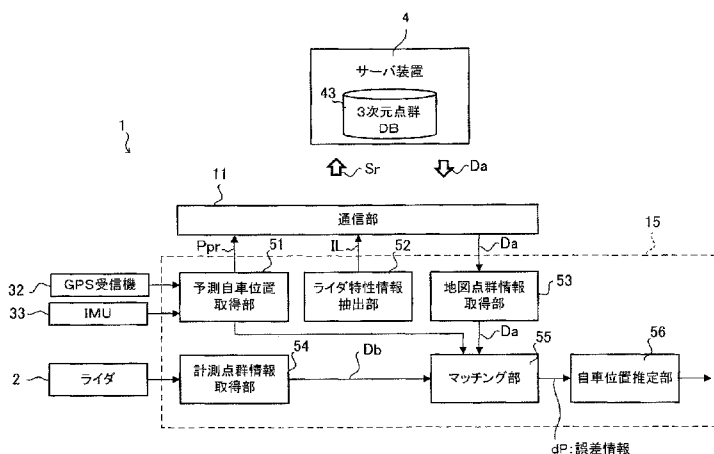 4
サーバ装置
43
3次元点群
DB
1
Sr
Da
11
通信部
15
Ppr
51
IL
52
Da
32
GPS受信機
33
IMU
予測自車位置
取得部
ライダ特性情報
抽出部
地図点群情報
取得部
53
54
Da
55
56
2
ライダ
計測点群情報
取得部
Db
マッチング部
自車位置推定部
dP:誤差情報